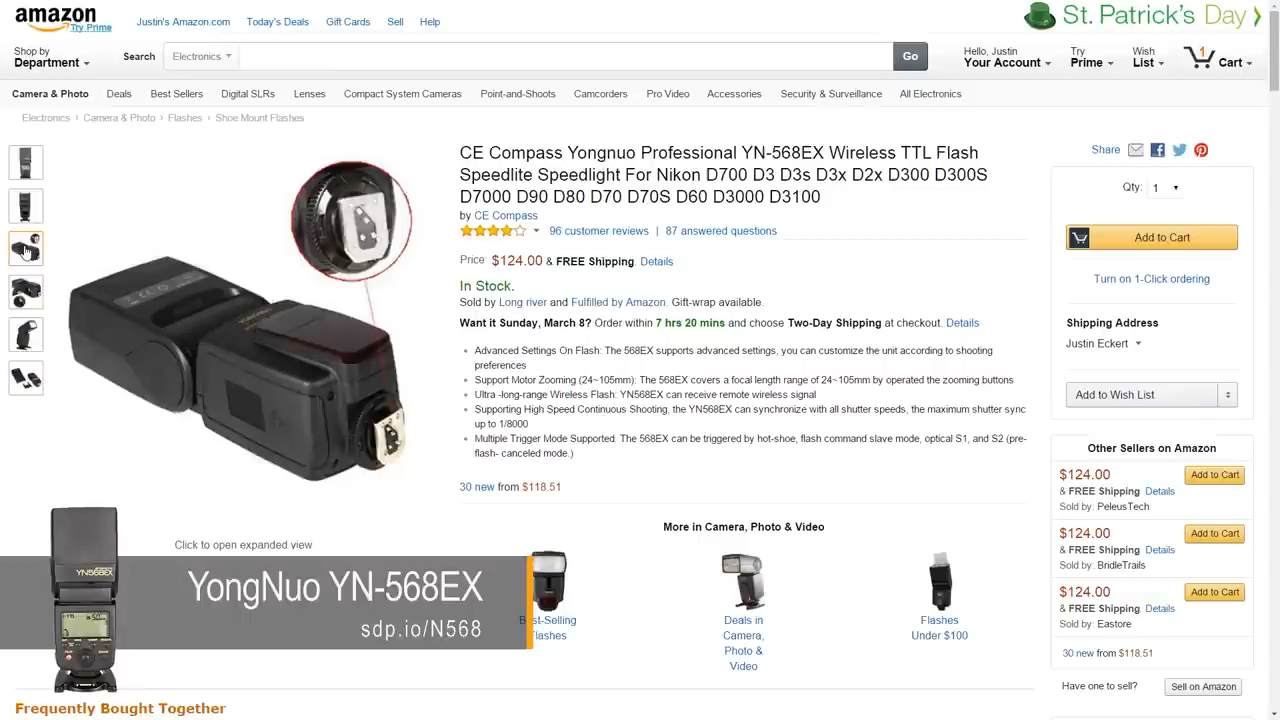 amazon
Try Prime
Justin's Amazon.com Today's Deals Gift Cards Sell Help
St. Patrick's Day
Shop by
Department
Search
Electronics
Go
Hello, Justin
Your Account
Try
Prime
Wish
List
1
Cart
Camera & Photo Deals Best Sellers Digital SLRs Lenses Compact System Cameras Point-and-Shoots Camcorders Pro Video Accessories Security & Surveillance All Electronics
Electronics › Camera & Photo › Flashes › Shoe Mount Flashes
CE Compass Yongnuo Professional YN-568EX Wireless TTL Flash
Speedlite Speedlight For Nikon D700 D3 D3s D3x D2x D300 D300S
D7000 D90 D80 D70 D70S D60 D3000 D3100
by CE Compass
96 customer reviews | 87 answered questions
Price: $124.00 & FREE Shipping. Details
In Stock.
Sold by Long river and Fulfilled by Amazon. Gift-wrap available.
Want it Sunday, March 8? Order within 7 hrs 20 mins and choose Two-Day Shipping at checkout. Details
Advanced Settings On Flash: The 568EX supports advanced settings, you can customize the unit according to shooting
preferences
Support Motor Zooming (24~105mm): The 568EX covers a focal length range of 24~105mm by operated the zooming buttons
Ultra -long-range Wireless Flash: YN568EX can receive remote wireless signal
Supporting High Speed Continuous Shooting, the YN568EX can synchronize with all shutter speeds, the maximum shutter sync
up to 1/8000
Multiple Trigger Mode Supported. The 568EX can be triggered by hot-shoe, flash command slave mode, optical S1, and S2 (pre-
flash- canceled mode.)
30 new from $118.51
Click to open expanded view
More in Camera, Photo & Video
Best-Selling
Flashes
Deals in
Camera,
Photo &
Video
Flashes
Under $100
YN568EX
YongNuo YN-568EX
sdp.io/N568
Frequently Bought Together
Share
Qty: 1
Add to Cart
Turn on 1-Click ordering
Shipping Address
Justin Eckert
Add to Wish List
Other Sellers on Amazon
$124.00
Add to Cart
& FREE Shipping. Details
Sold by: PeleusTech
$124.00
Add to Cart
& FREE Shipping. Details
Sold by: BridleTrails
$124.00
Add to Cart
& FREE Shipping. Details
Sold by: Eastore
30 new from $118.51
Have one to sell?
Sell on Amazon